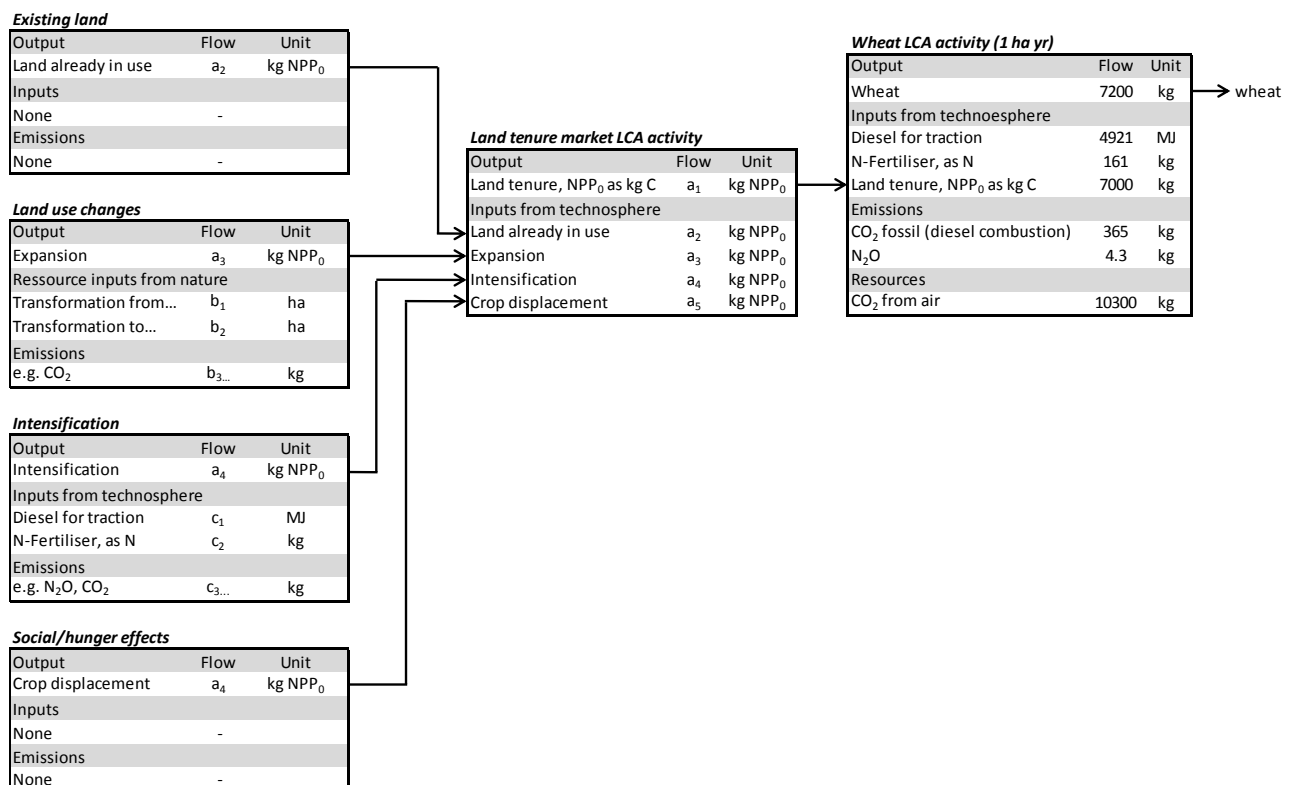 Existing land
Output Flow Unit
Land already in use a₂ kg NPP₀
Inputs
None -
Emissions
None -
Land use changes
Output Flow Unit
Expansion a₃ kg NPP₀
Ressource inputs from nature
Transformation from... b₁ ha
Transformation to... b₂ ha
Emissions
e.g. CO₂ b₃... kg
Intensification
Output Flow Unit
Intensification a₄ kg NPP₀
Inputs from technosphere
Diesel for traction c₁ MJ
N-Fertiliser, as N c₂ kg
Emissions
e.g. N₂O, CO₂ c₃... kg
Social/hunger effects
Output Flow Unit
Crop displacement a₄ kg NPP₀
Inputs
None -
Emissions
None -
Land tenure market LCA activity
Output Flow Unit
Land tenure, NPP₀ as kg C a₁ kg NPP₀
Inputs from technosphere
Land already in use a₂ kg NPP₀
Expansion a₃ kg NPP₀
Intensification a₄ kg NPP₀
Crop displacement a₅ kg NPP₀
Wheat LCA activity (1 ha yr)
Output Flow Unit
Wheat 7200 kg
Inputs from technoesphere
Diesel for traction 4921 MJ
N-Fertiliser, as N 161 kg
Land tenure, NPP₀ as kg C 7000 kg
Emissions
CO₂ fossil (diesel combustion) 365 kg
N₂O 4.3 kg
Resources
CO₂ from air 10300 kg
wheat